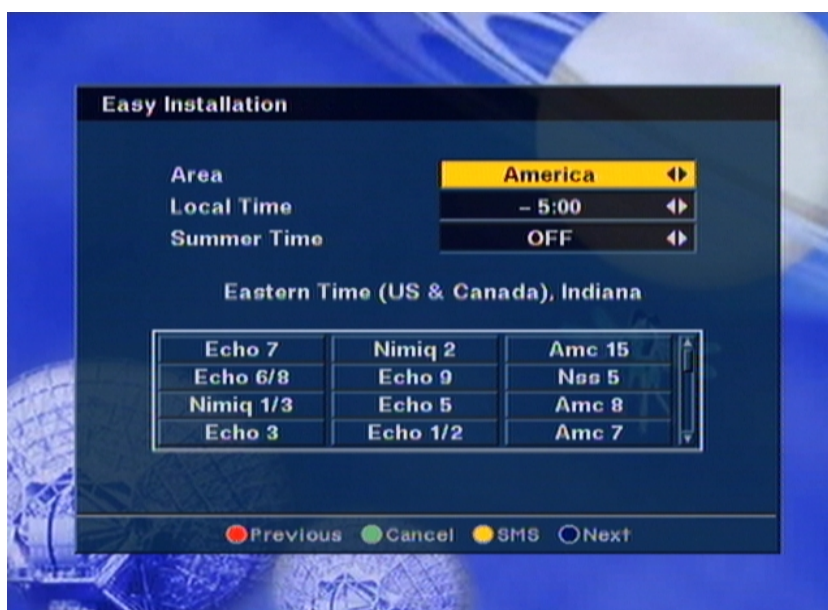 Easy Installation
Area America
Local Time – 5:00
Summer Time OFF
Eastern Time (US & Canada), Indiana
Echo 7 Nimiq 2 Amc 15
Echo 6/8 Echo 9 Nss 5
Nimiq 1/3 Echo 5 Amc 8
Echo 3 Echo 1/2 Amc 7
Previous Cancel SMS Next